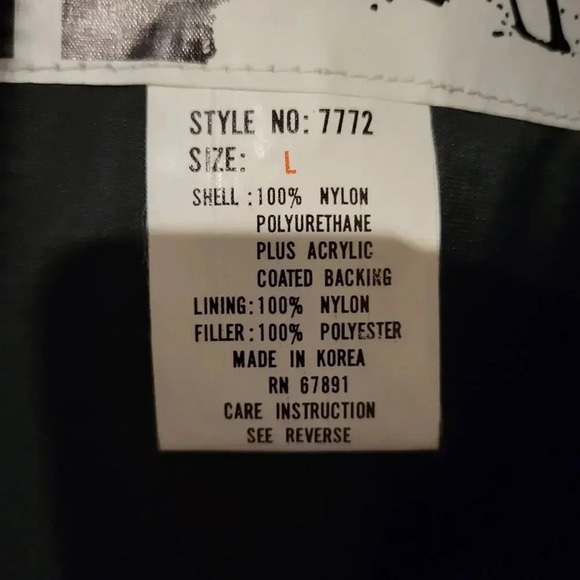 STYLE NO: 7772
SIZE: L
SHELL :100% NYLON
POLYURETHANE
PLUS ACRYLIC
COATED BACKING
LINING:100% NYLON
FILLER:100% POLYESTER
MADE IN KOREA
RN 67891
CARE INSTRUCTION
SEE REVERSE